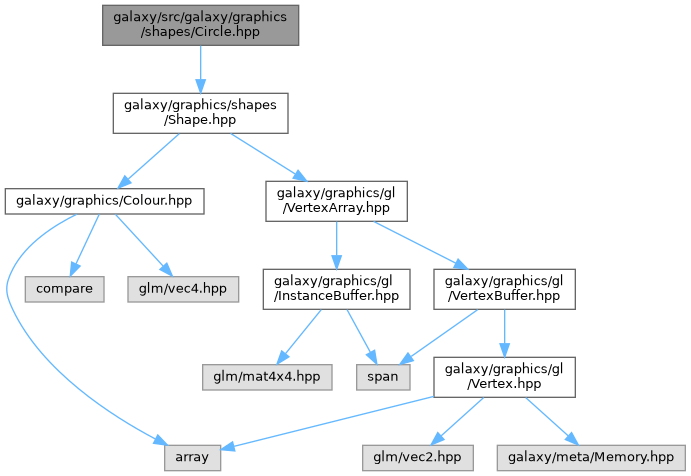 galaxy/src/galaxy/graphics
/shapes/Circle.hpp
galaxy/graphics/shapes
/Shape.hpp
galaxy/graphics/Colour.hpp
galaxy/graphics/gl
/VertexArray.hpp
compare
glm/vec4.hpp
galaxy/graphics/gl
/InstanceBuffer.hpp
galaxy/graphics/gl
/VertexBuffer.hpp
glm/mat4x4.hpp
span
galaxy/graphics/gl
/Vertex.hpp
array
glm/vec2.hpp
galaxy/meta/Memory.hpp